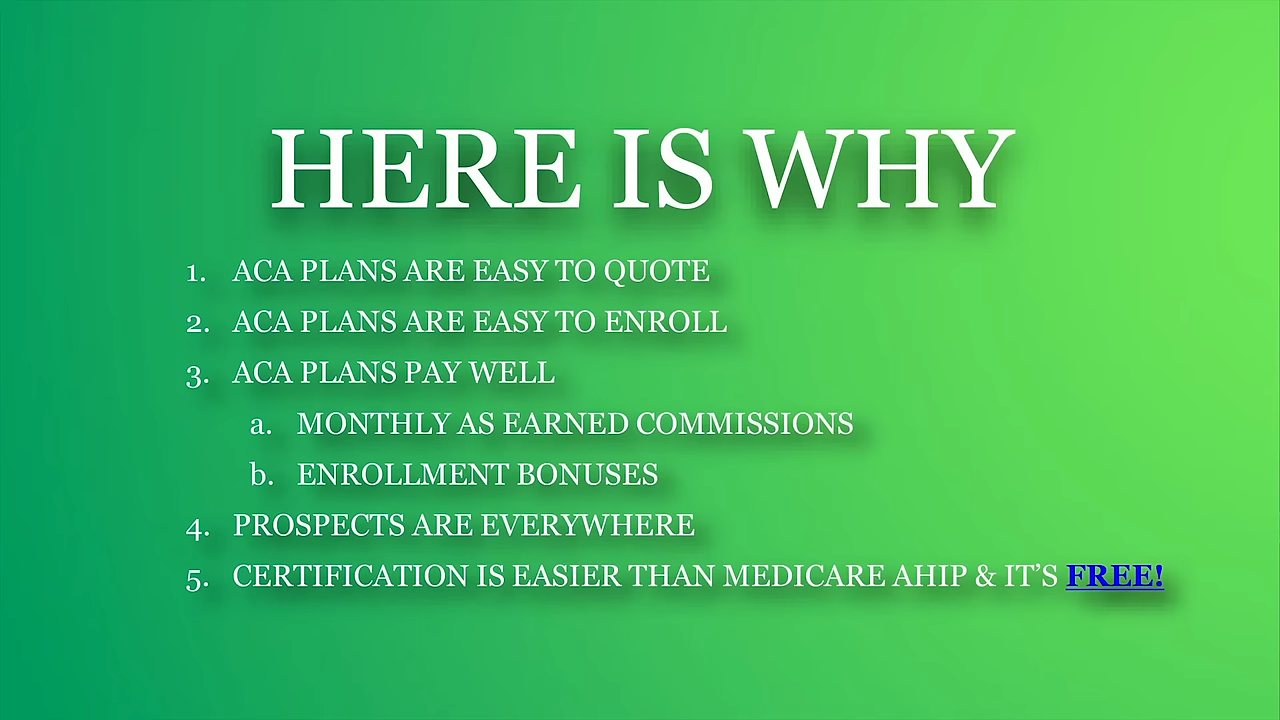 HERE IS WHY
1. ACA PLANS ARE EASY TO QUOTE
2. ACA PLANS ARE EASY TO ENROLL
3. ACA PLANS PAY WELL
a. MONTHLY AS EARNED COMMISSIONS
b. ENROLLMENT BONUSES
4. PROSPECTS ARE EVERYWHERE
5. CERTIFICATION IS EASIER THAN MEDICARE AHIP & IT’S FREE!